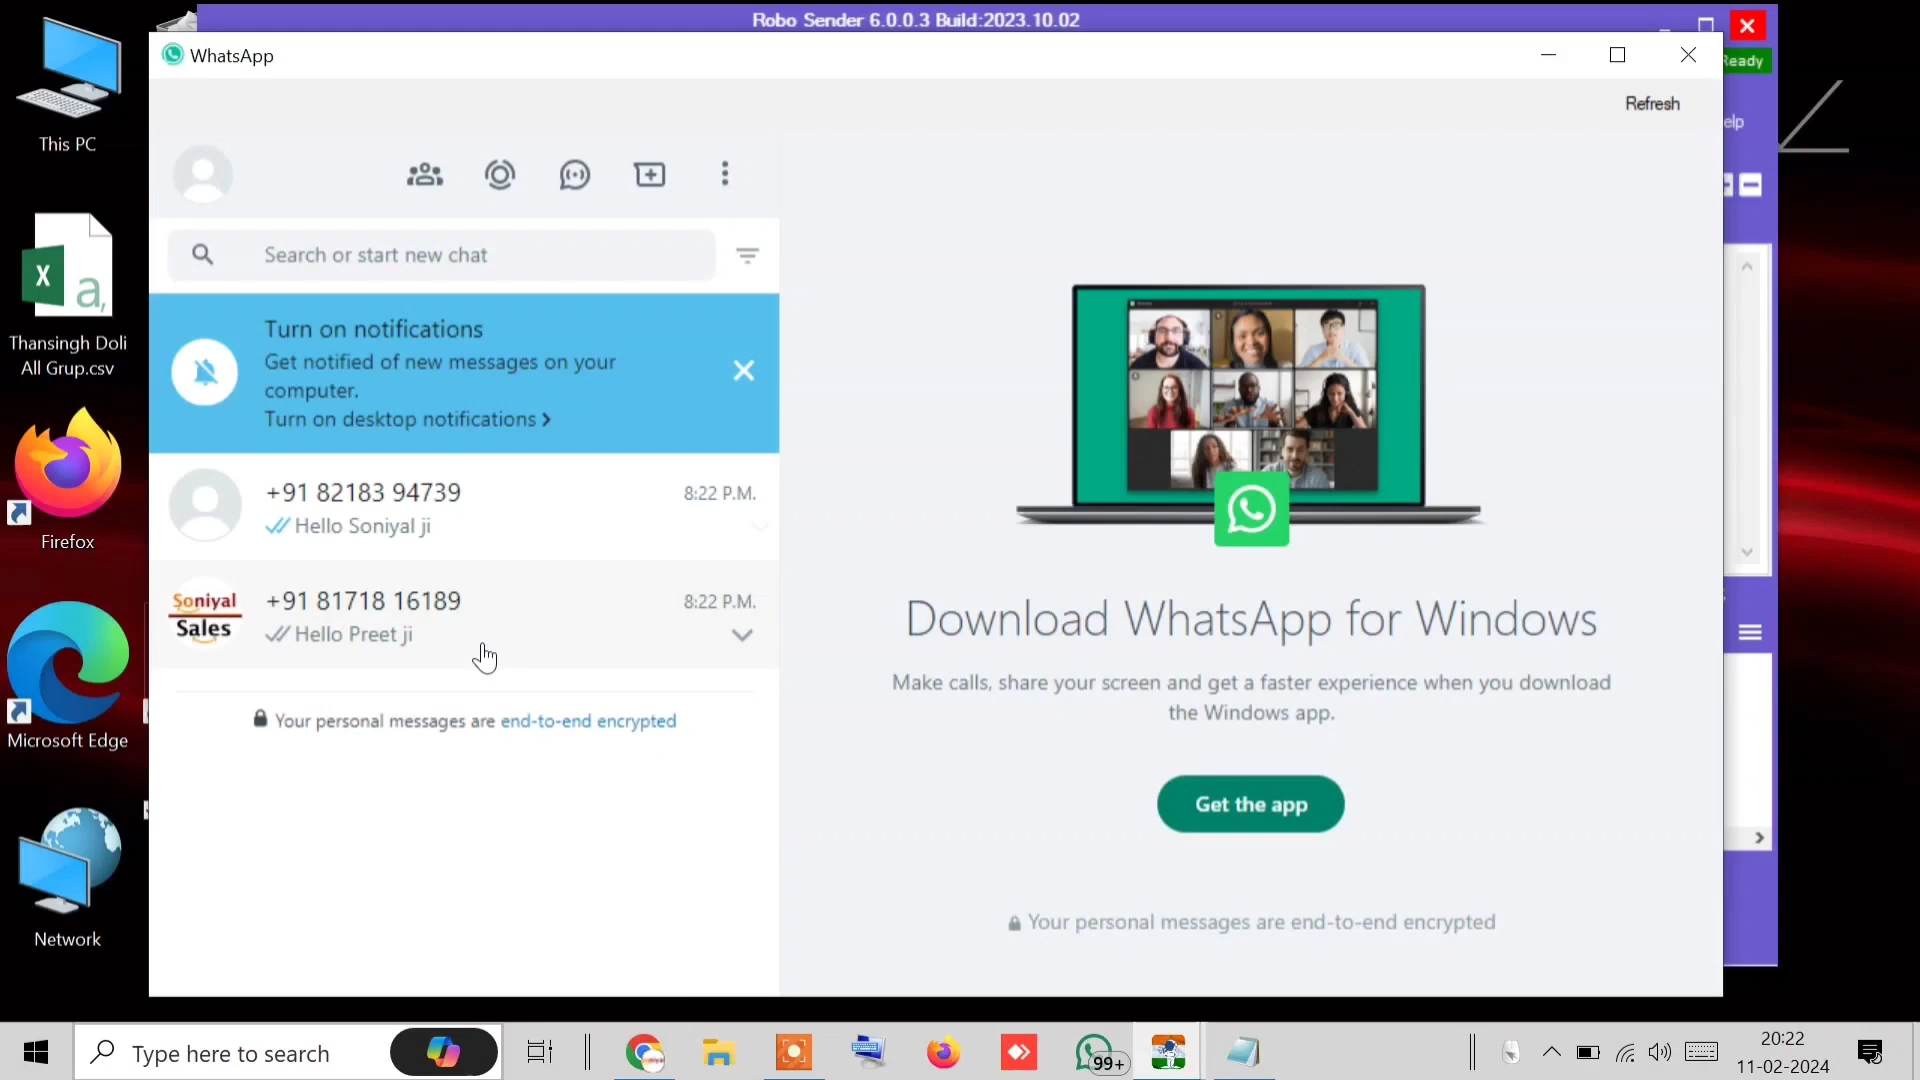 Robo Sender 6.0.0.3 Build:2023.10.02
WhatsApp
Ready
Refresh
elp
This PC
Search or start new chat
Turn on notifications
Get notified of new messages on your
computer.
Turn on desktop notifications >
Thansingh Doli
All Grup.csv
+91 82183 94739
8:22 P.M.
Hello Soniyal ji
Firefox
Soniyal
Sales
+91 81718 16189
8:22 P.M.
Hello Preet ji
Download WhatsApp for Windows
Make calls, share your screen and get a faster experience when you download
the Windows app.
Your personal messages are end-to-end encrypted
Microsoft Edge
Get the app
Your personal messages are end-to-end encrypted
Network
Type here to search
99+
20:22
11-02-2024